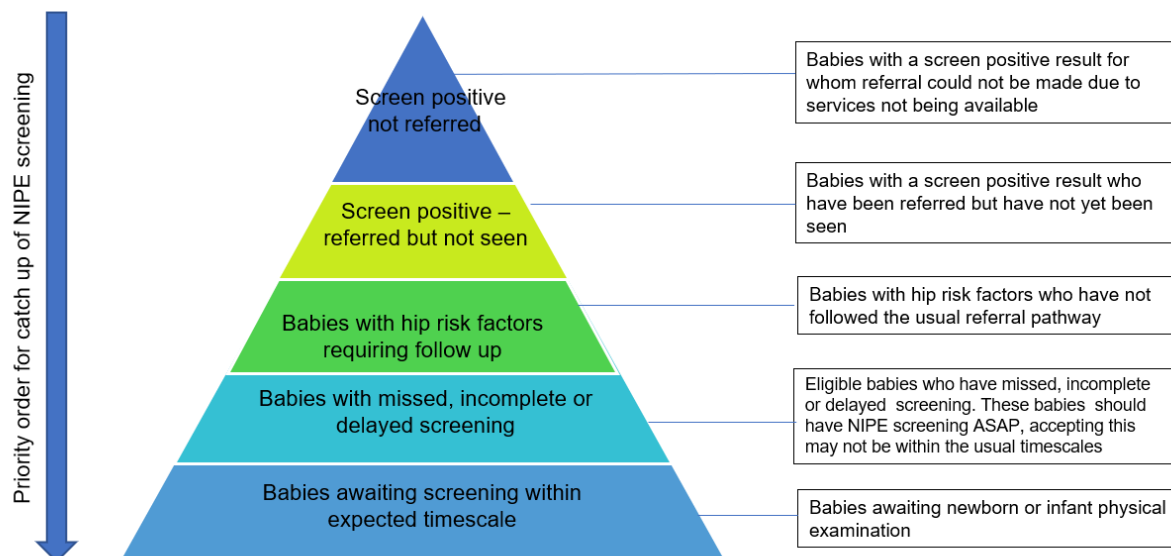 Priority order for catch up of NIPE screening
Screen positive
not referred
Babies with a screen positive result for
whom referral could not be made due to
services not being available
Screen positive –
referred but not seen
Babies with a screen positive result who
have been referred but have not yet been
seen
Babies with hip risk factors
requiring follow up
Babies with hip risk factors who have not
followed the usual referral pathway
Babies with missed, incomplete or
delayed screening
Eligible babies who have missed, incomplete
or delayed screening. These babies should
have NIPE screening ASAP, accepting this
may not be within the usual timescales
Babies awaiting screening within
expected timescale
Babies awaiting newborn or infant physical
examination